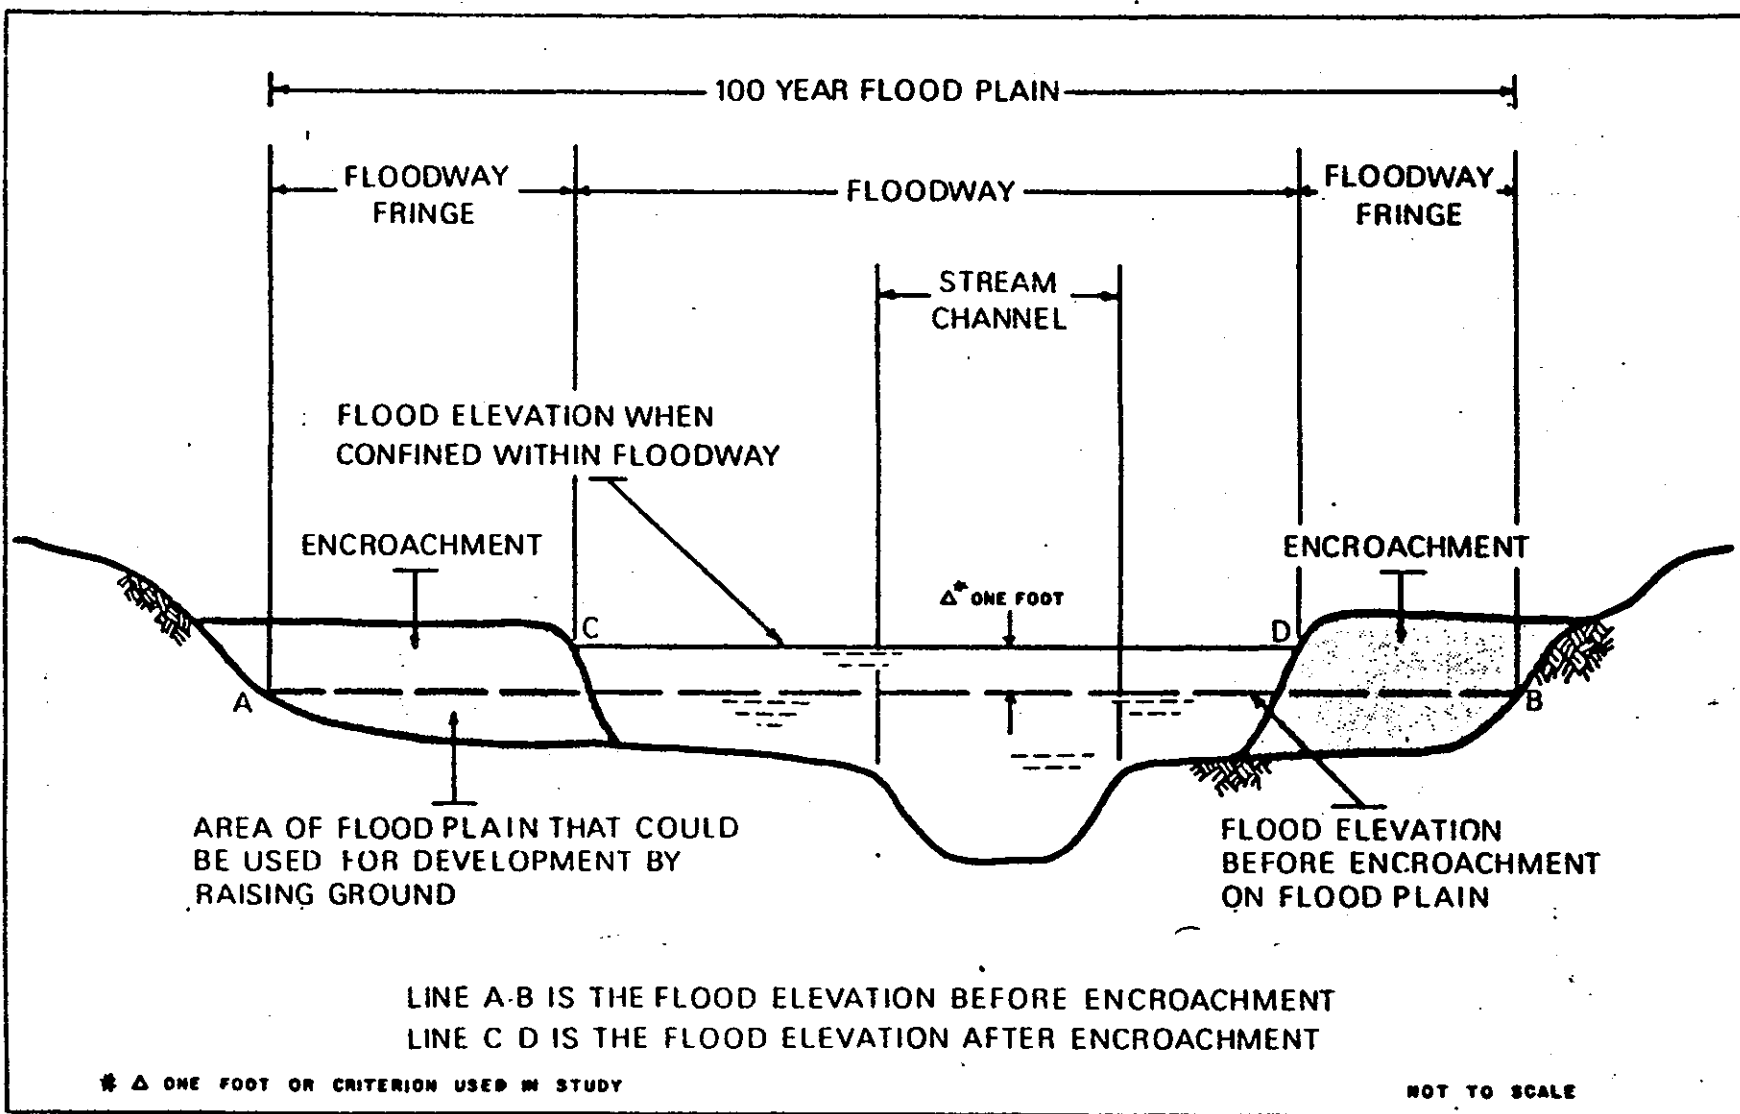 100 YEAR FLOOD PLAIN
FLOODWAY
FRINGE
FLOODWAY
FLOODWAY
FRINGE
STREAM
CHANNEL
FLOOD ELEVATION WHEN
CONFINED WITHIN FLOODWAY
ENCROACHMENT
ENCROACHMENT
Δ* ONE FOOT
C
D
A
B
AREA OF FLOOD PLAIN THAT COULD
BE USED FOR DEVELOPMENT BY
RAISING GROUND
FLOOD ELEVATION
BEFORE ENCROACHMENT
ON FLOOD PLAIN
LINE A-B IS THE FLOOD ELEVATION BEFORE ENCROACHMENT
LINE C D IS THE FLOOD ELEVATION AFTER ENCROACHMENT
* Δ ONE FOOT OR CRITERION USED IN STUDY
NOT TO SCALE